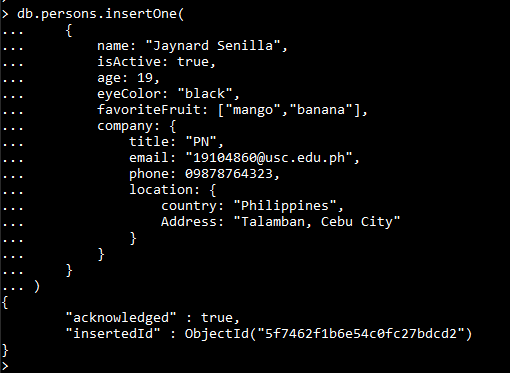 > db.persons.insertOne(
...     {
...         name: "Jaynard Senilla",
...         isActive: true,
...         age: 19,
...         eyeColor: "black",
...         favoriteFruit: ["mango","banana"],
...         company: {
...             title: "PN",
...             email: "19104860@usc.edu.ph",
...             phone: 09878764323,
...             location: {
...                 country: "Philippines",
...                 Address: "Talamban, Cebu City"
...             }
...         }
...     }
... )
{
        "acknowledged" : true,
        "insertedId" : ObjectId("5f7462f1b6e54c0fc27bdcd2")
}
>